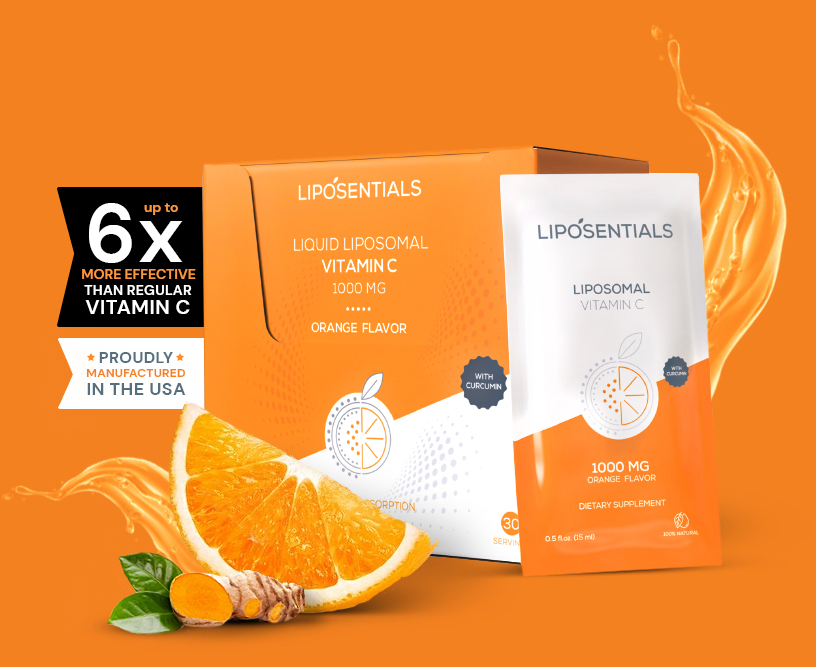 up to
6x
MORE EFFECTIVE
THAN REGULAR
VITAMIN C
PROUDLY
MANUFACTURED
IN THE USA
LIPOSENTIALS
LIQUID LIPOSOMAL
VITAMIN C
1000 MG
ORANGE FLAVOR
WITH
CURCUMIN
30
LIPOSENTIALS
LIPOSOMAL
VITAMIN C
WITH
CURCUMIN
1000 MG
ORANGE FLAVOR
DIETARY SUPPLEMENT
0.5 fl oz. (15 ml)
100% NATURAL